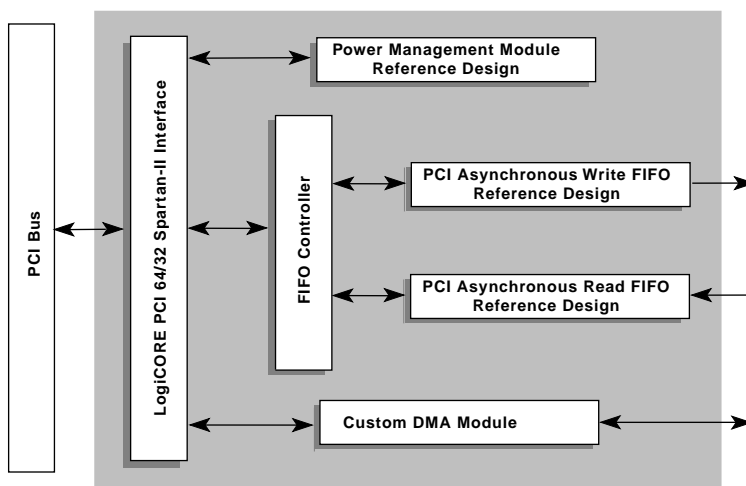 PCI Bus
LogiCORE PCI 64/32 Spartan-II Interface
Power Management Module
Reference Design
FIFO Controller
PCI Asynchronous Write FIFO
Reference Design
PCI Asynchronous Read FIFO
Reference Design
Custom DMA Module